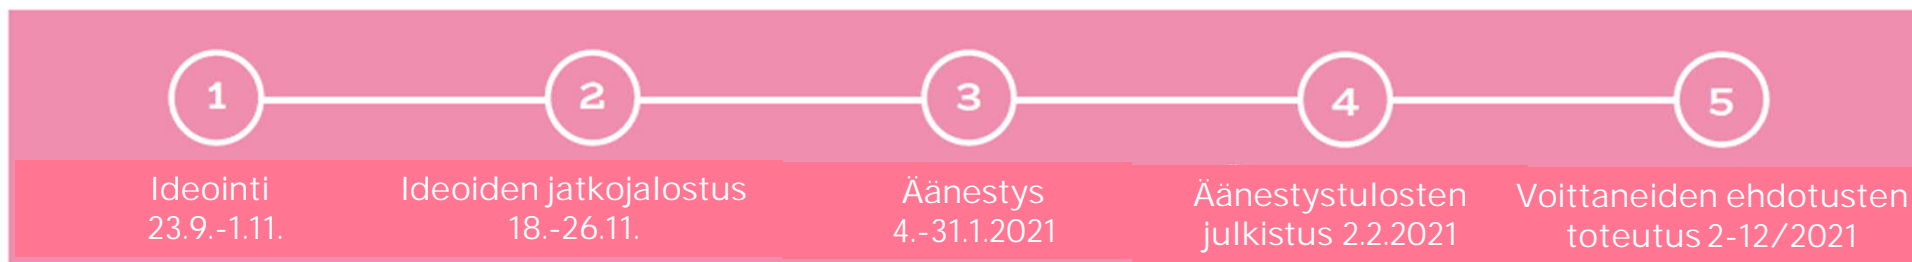 1
2
3
4
5
Ideointi
23.9.-1.11.
Ideoiden jatkojalostus
18.-26.11.
Äänestys
4.-31.1.2021
Äänestystulosten
julkistus 2.2.2021
Voittaneiden ehdotusten
toteutus 2-12/2021